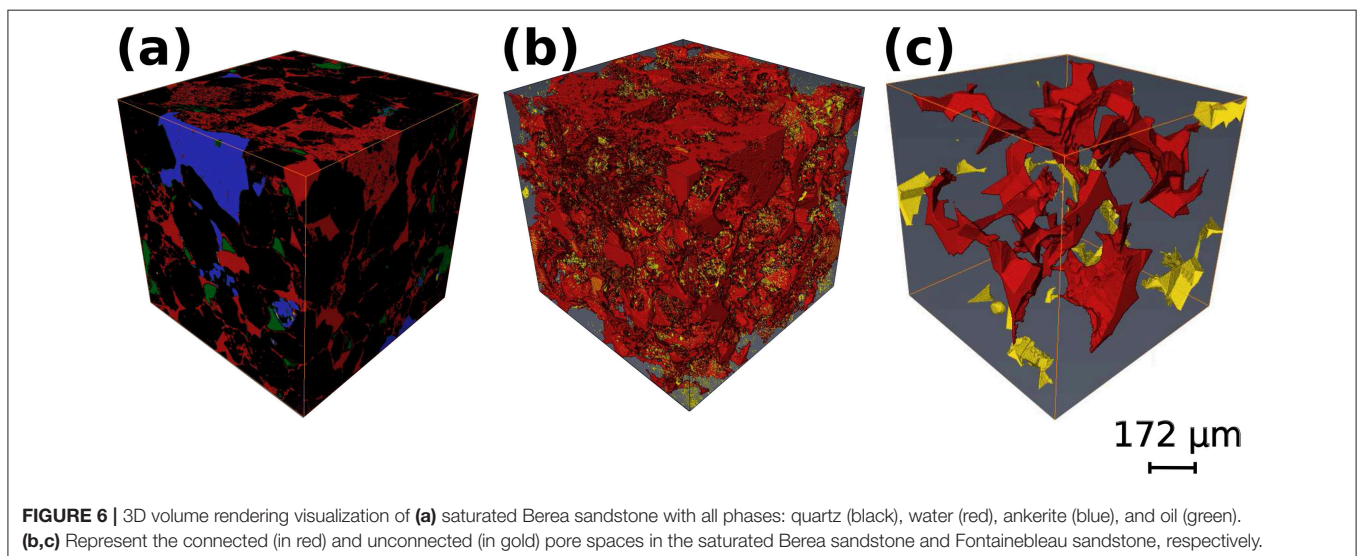 (a) (b) (c)
172 μm
FIGURE 6 | 3D volume rendering visualization of (a) saturated Berea sandstone with all phases: quartz (black), water (red), ankerite (blue), and oil (green).
(b,c) Represent the connected (in red) and unconnected (in gold) pore spaces in the saturated Berea sandstone and Fontainebleau sandstone, respectively.